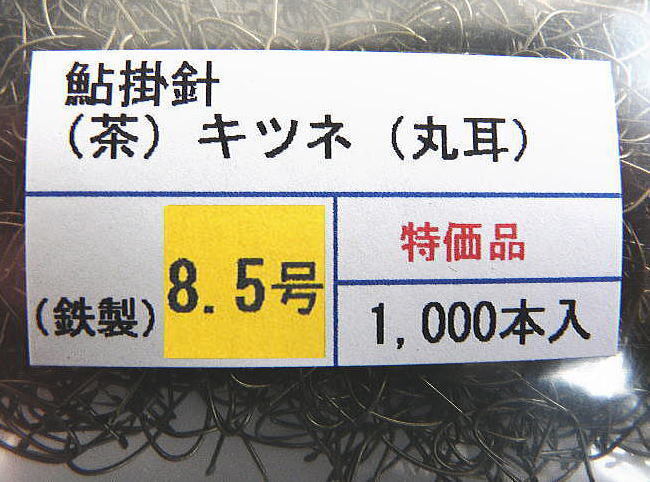 鮎掛針
（茶）キツネ（丸耳）
（鉄製）
8.5号
特価品
1,000本入